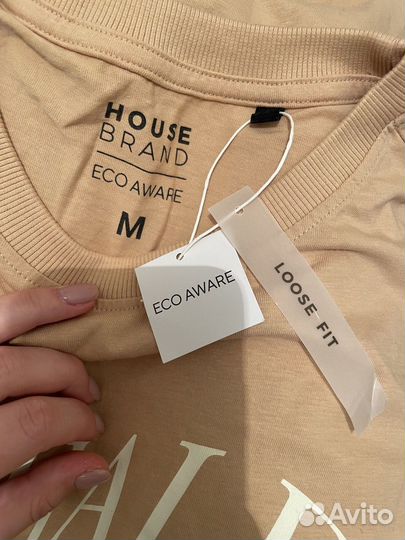 HOUSE
BRAND
ECO AWARE
M
ECO AWARE
LOOSE FIT
Avito